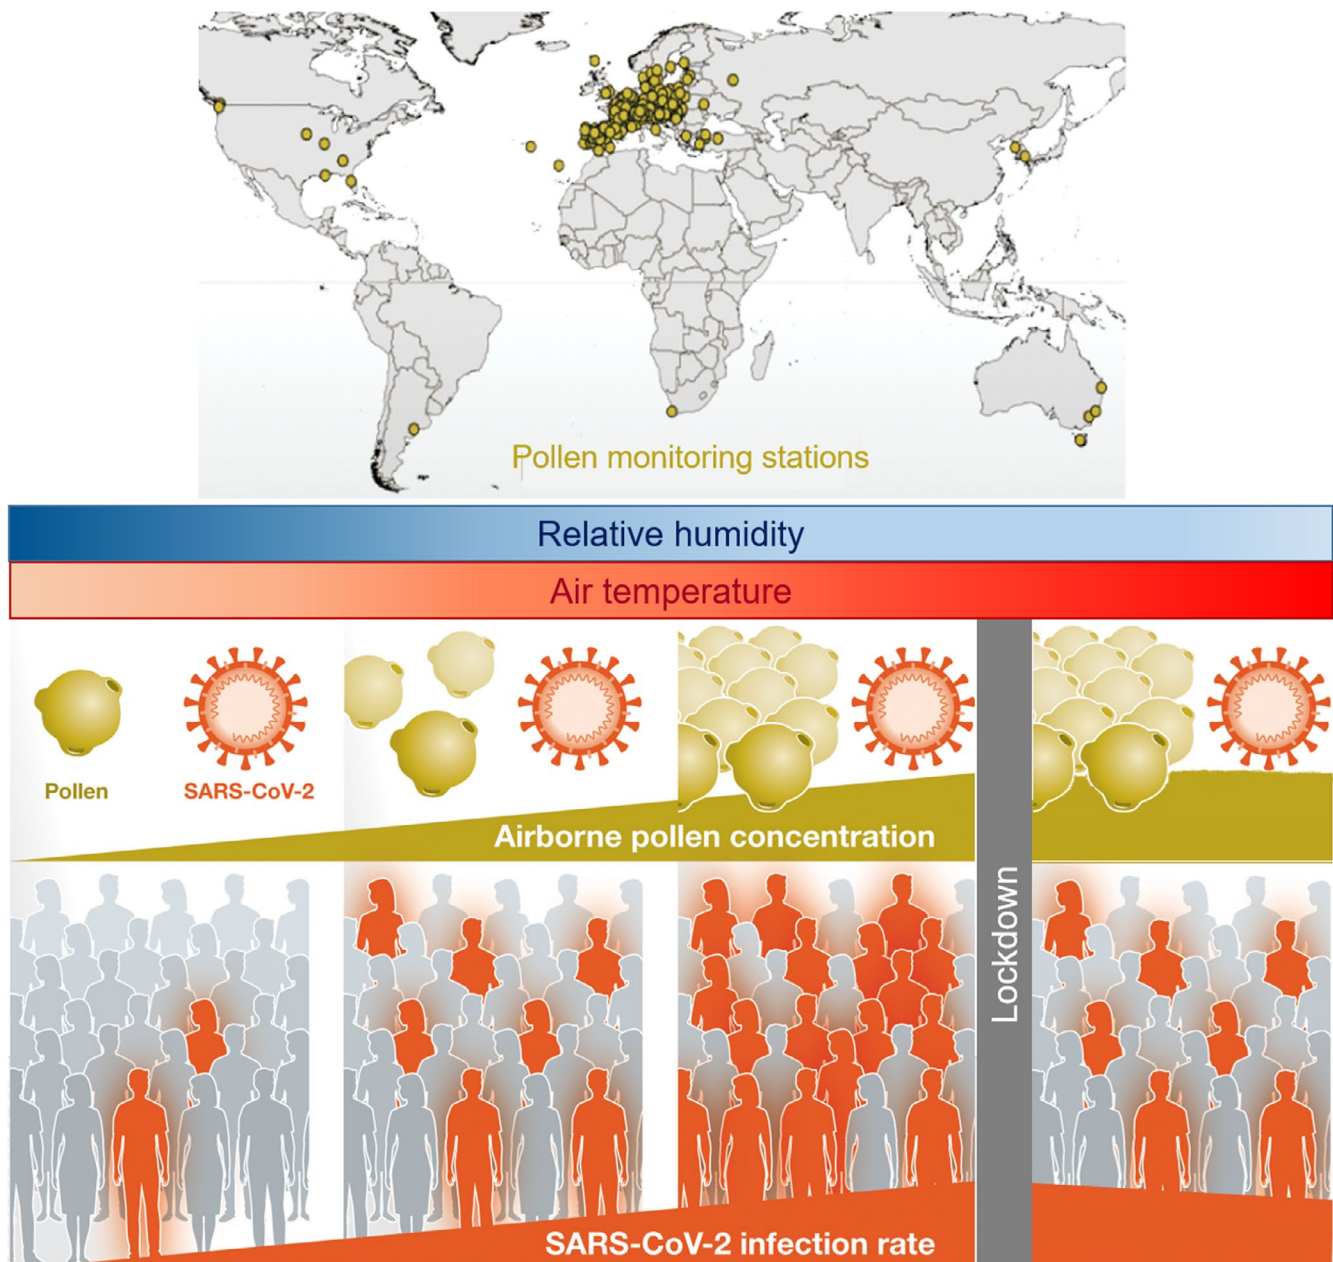 Pollen monitoring stations
Relative humidity
Air temperature
Pollen
SARS-CoV-2
Airborne pollen concentration
Lockdown
SARS-CoV-2 infection rate